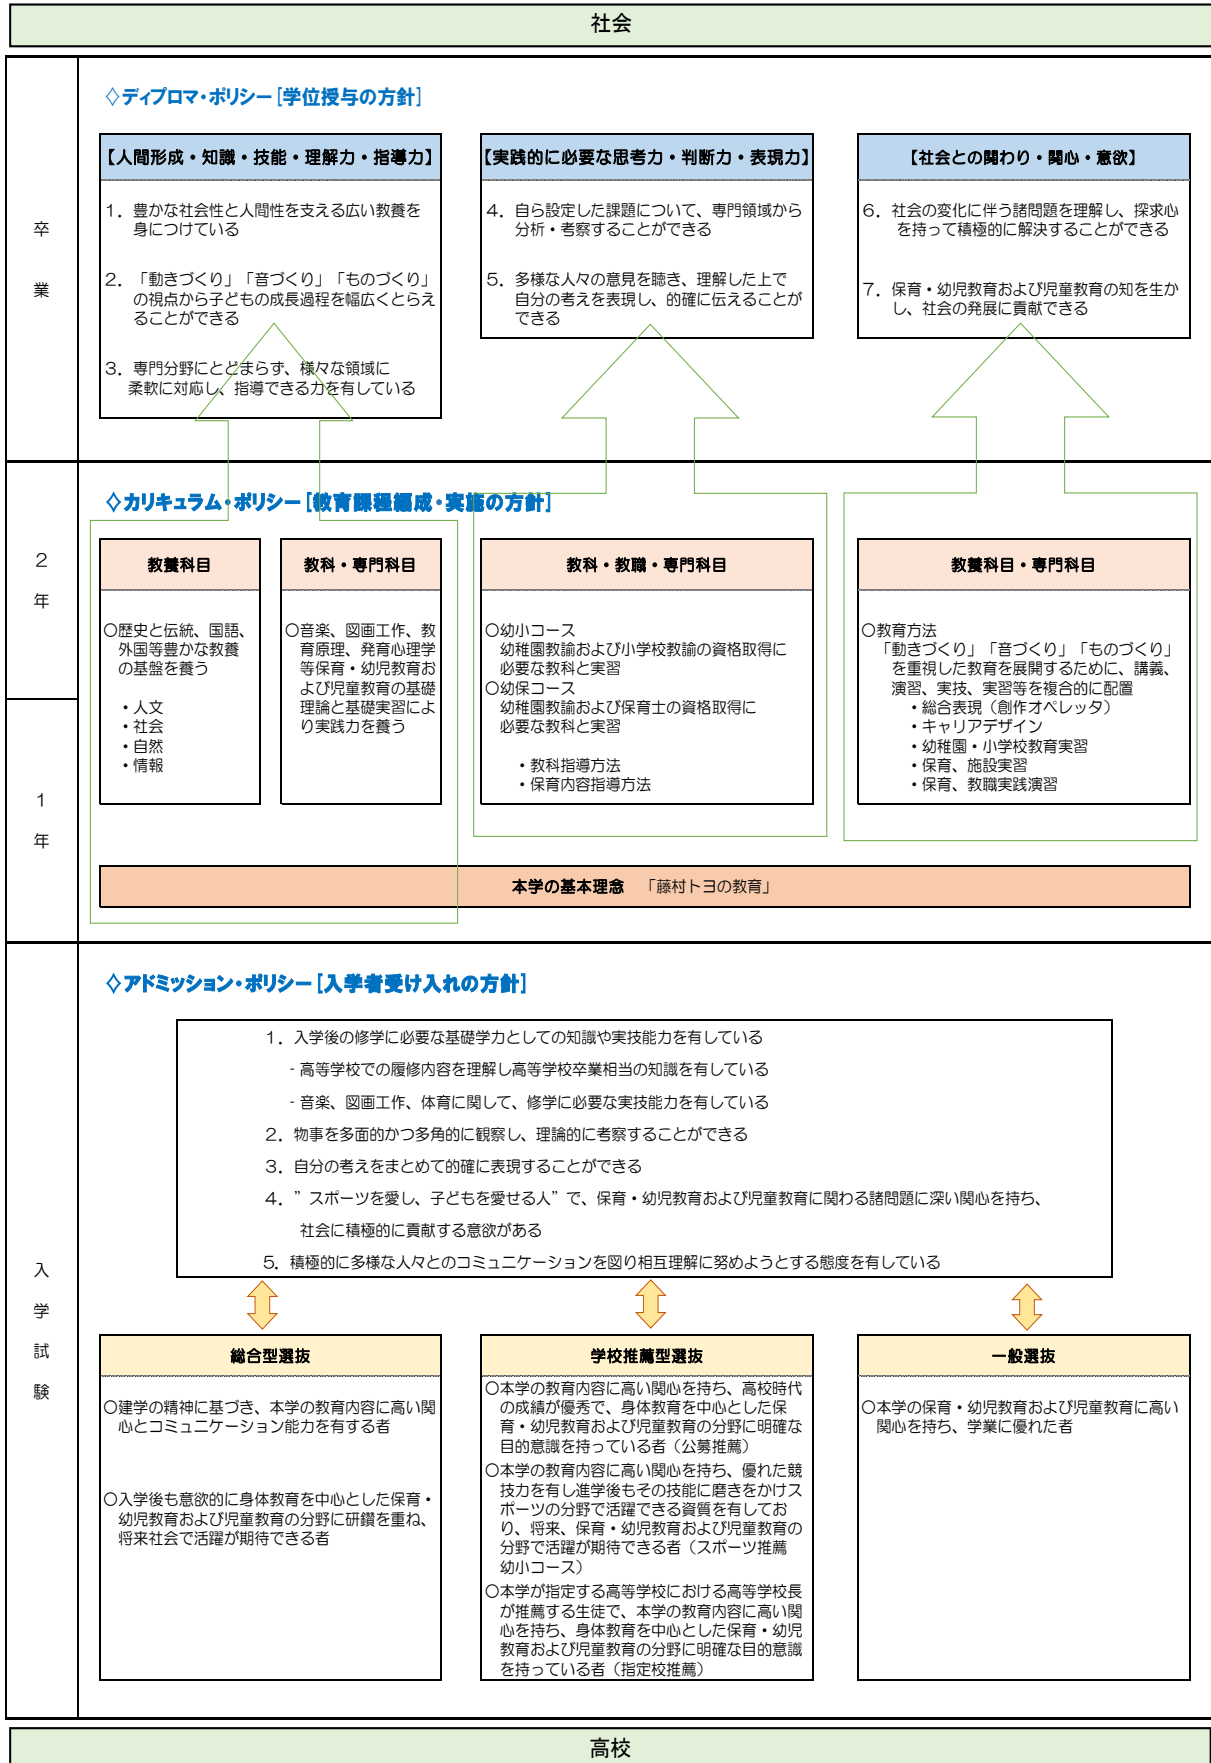 社会
卒
業
◇ディプロマ・ポリシー[学位授与の方針]
【人間形成・知識・技能・理解力・指導力】
1．豊かな社会性と人間性を支える広い教養を
身につけている
2．「動きづくり」「音づくり」「ものづくり」
の視点から子どもの成長過程を幅広くとらえ
ることができる
3．専門分野にとどまらず、様々な領域に
柔軟に対応し、指導できる力を有している
【実践的に必要な思考力・判断力・表現力】
4．自ら設定した課題について、専門領域から
分析・考察することができる
5．多様な人々の意見を聴き、理解した上で
自分の考えを表現し、的確に伝えることが
できる
【社会との関わり・関心・意欲】
6．社会の変化に伴う諸問題を理解し、探求心
を持って積極的に解決することができる
7．保育・幼児教育および児童教育の知を生か
し、社会の発展に貢献できる
2
年
1
年
◇カリキュラム・ポリシー[教育課程編成・実施の方針]
教養科目
○歴史と伝統、国語、
外国等豊かな教養
の基盤を養う
・人文
・社会
・自然
・情報
教科・専門科目
○音楽、図画工作、教
育原理、発育心理学
等保育・幼児教育お
よび児童教育の基礎
理論と基礎実習によ
り実践力を養う
教科・教職・専門科目
○幼小コース
幼稚園教諭および小学校教諭の資格取得に
必要な教科と実習
○幼保コース
幼稚園教諭および保育士の資格取得に
必要な教科と実習
・教科指導方法
・保育内容指導方法
教養科目・専門科目
○教育方法
「動きづくり」「音づくり」「ものづくり」
を重視した教育を展開するために、講義、
演習、実技、実習等を複合的に配置
・総合表現（創作オペレッタ）
・キャリアデザイン
・幼稚園・小学校教育実習
・保育、施設実習
・保育、教職実践演習
本学の基本理念　「藤村トヨの教育」
入
学
試
験
◇アドミッション・ポリシー[入学者受け入れの方針]
1．入学後の修学に必要な基礎学力としての知識や実技能力を有している
- 高等学校での履修内容を理解し高等学校卒業相当の知識を有している
- 音楽、図画工作、体育に関して、修学に必要な実技能力を有している
2．物事を多面的かつ多角的に観察し、理論的に考察することができる
3．自分の考えをまとめて的確に表現することができる
4．”スポーツを愛し、子どもを愛せる人”で、保育・幼児教育および児童教育に関わる諸問題に深い関心を持ち、
社会に積極的に貢献する意欲がある
5．積極的に多様な人々とのコミュニケーションを図り相互理解に努めようとする態度を有している
総合型選抜
○建学の精神に基づき、本学の教育内容に高い関
心とコミュニケーション能力を有する者
○入学後も意欲的に身体教育を中心とした保育・
幼児教育および児童教育の分野に研鑽を重ね、
将来社会で活躍が期待できる者
学校推薦型選抜
○本学の教育内容に高い関心を持ち、高校時代
の成績が優秀で、身体教育を中心とした保
育・幼児教育および児童教育の分野に明確な
目的意識を持っている者（公募推薦）
○本学の教育内容に高い関心を持ち、優れた競
技力を有し進学後もその技能に磨きをかけス
ポーツの分野で活躍できる資質を有してお
り、将来、保育・幼児教育および児童教育の
分野で活躍が期待できる者（スポーツ推薦
幼小コース）
○本学が指定する高等学校における高等学校長
が推薦する生徒で、本学の教育内容に高い関
心を持ち、身体教育を中心とした保育・幼児
教育および児童教育の分野に明確な目的意識
を持っている者（指定校推薦）
一般選抜
○本学の保育・幼児教育および児童教育に高い
関心を持ち、学業に優れた者
高校